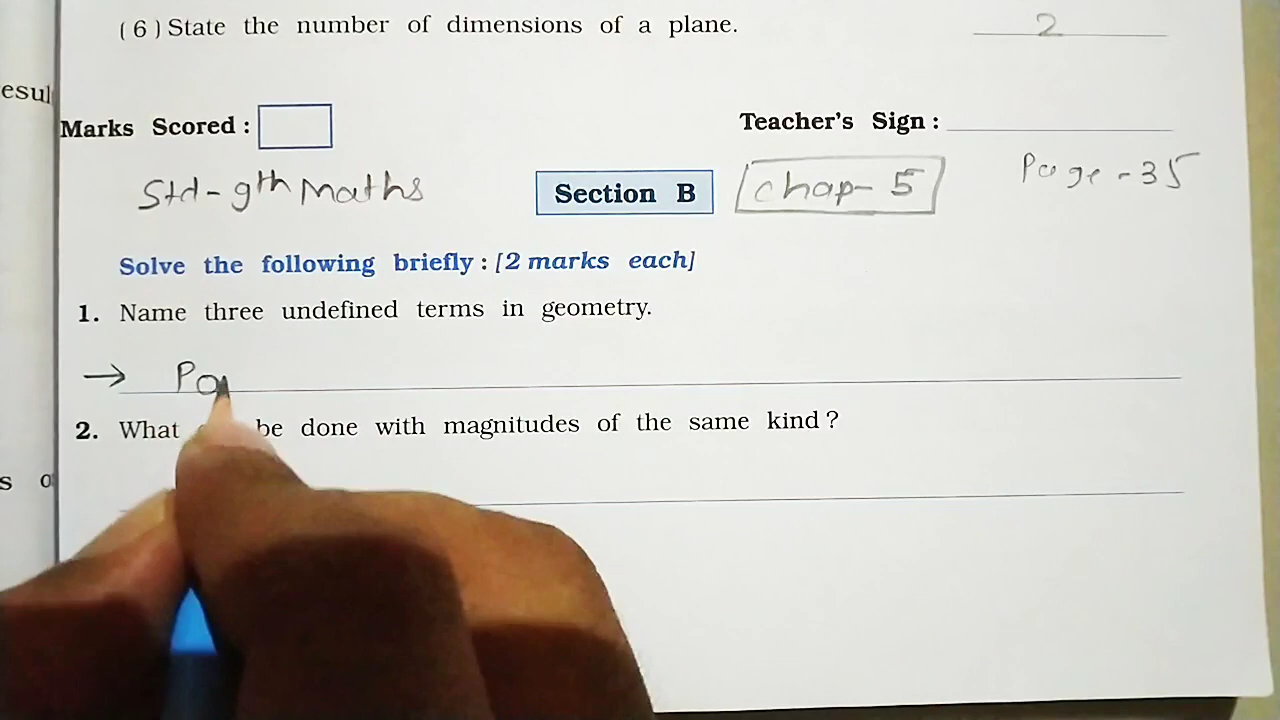 ( 6 ) State the number of dimensions of a plane. 2
esul
Marks Scored : Teacher's Sign :
Std - 9th Maths Section B Chap - 5 Page - 35
Solve the following briefly : [2 marks each]
1. Name three undefined terms in geometry.
→ Po
2. What be done with magnitudes of the same kind ?
s o